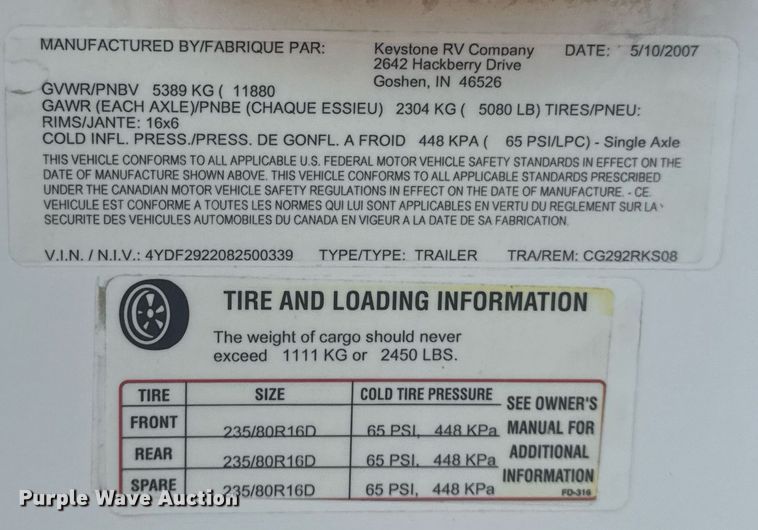 MANUFACTURED BY/FABRIQUE PAR: Keystone RV Company DATE: 5/10/2007
2642 Hackberry Drive
Goshen, IN 46526
GVWR/PNBV 5389 KG ( 11880
GAWR (EACH AXLE)/PNBE (CHAQUE ESSIEU) 2304 KG ( 5080 LB) TIRES/PNEU:
RIMS/JANTE: 16x6
COLD INFL. PRESS./PRESS. DE GONFL. A FROID 448 KPA ( 65 PSI/LPC) - Single Axle
THIS VEHICLE CONFORMS TO ALL APPLICABLE U.S. FEDERAL MOTOR VEHICLE SAFETY STANDARDS IN EFFECT ON THE
DATE OF MANUFACTURE SHOWN ABOVE. THIS VEHICLE CONFORMS TO ALL APPLICABLE STANDARDS PRESCRIBED
UNDER THE CANADIAN MOTOR VEHICLE SAFETY REGULATIONS IN EFFECT ON THE DATE OF MANUFACTURE. - CE
VEHICULE EST CONFORME A TOUTES LES NORMES QUI LUI SONT APPLICABLES EN VERTU DU REGLEMENT SUR LA
SECURITE DES VEHICULES AUTOMOBILES DU CANADA EN VIGEUR A LA DATE DE SA FABRICATION.
V.I.N. / N.I.V.: 4YDF2922082500339 TYPE/TYPE: TRAILER TRA/REM: CG292RKS08
TIRE AND LOADING INFORMATION
The weight of cargo should never
exceed 1111 KG or 2450 LBS.
TIRE SIZE COLD TIRE PRESSURE
FRONT 235/80R16D 65 PSI, 448 KPa
REAR 235/80R16D 65 PSI, 448 KPa
SPARE 235/80R16D 65 PSI, 448 KPa
SEE OWNER'S
MANUAL FOR
ADDITIONAL
INFORMATION
FD-316
Purple Wave Auction